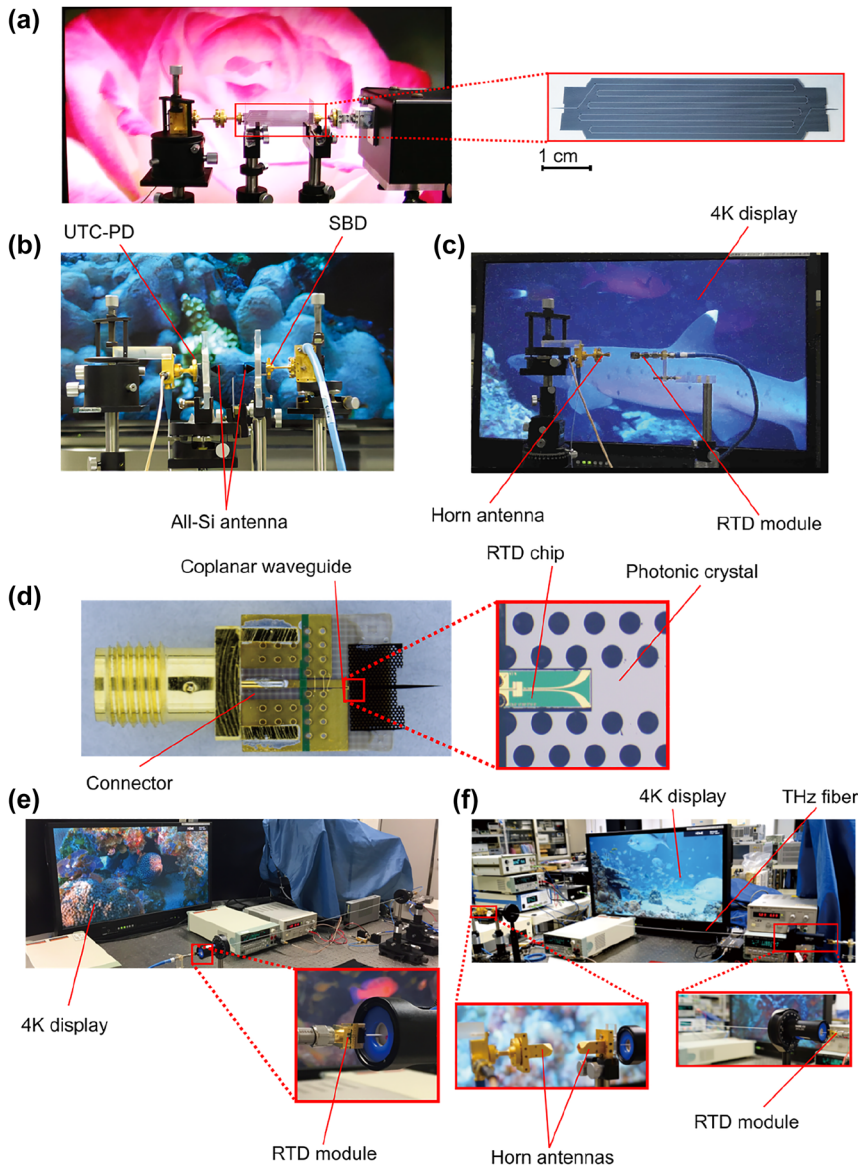 (a)
1 cm
4K display
(b)
UTC-PD
SBD
(c)
All-Si antenna
Horn antenna
RTD module
RTD chip
Coplanar waveguide
Photonic crystal
(d)
Connector
(e)
(f)
4K display
THz fiber
4K display
RTD module
RTD module
Horn antennas